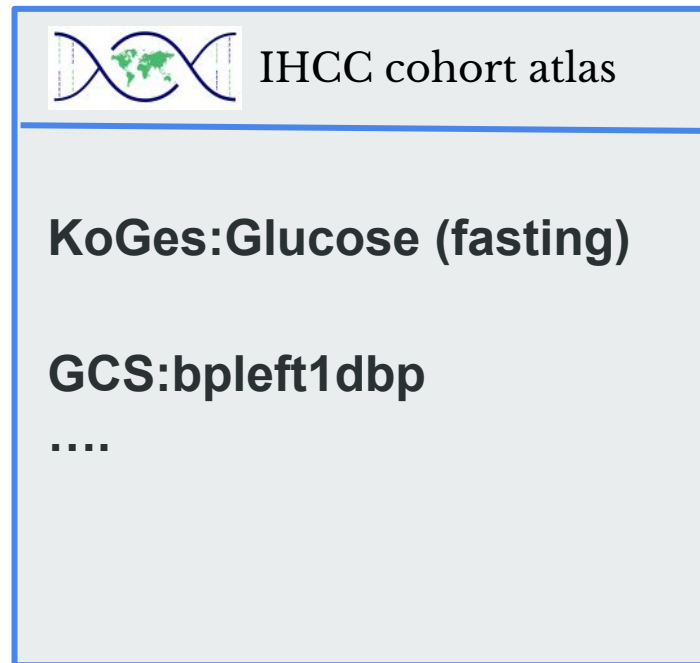 IHCC cohort atlas
KoGes:Glucose (fasting)
GCS:bpleft1dbp
….